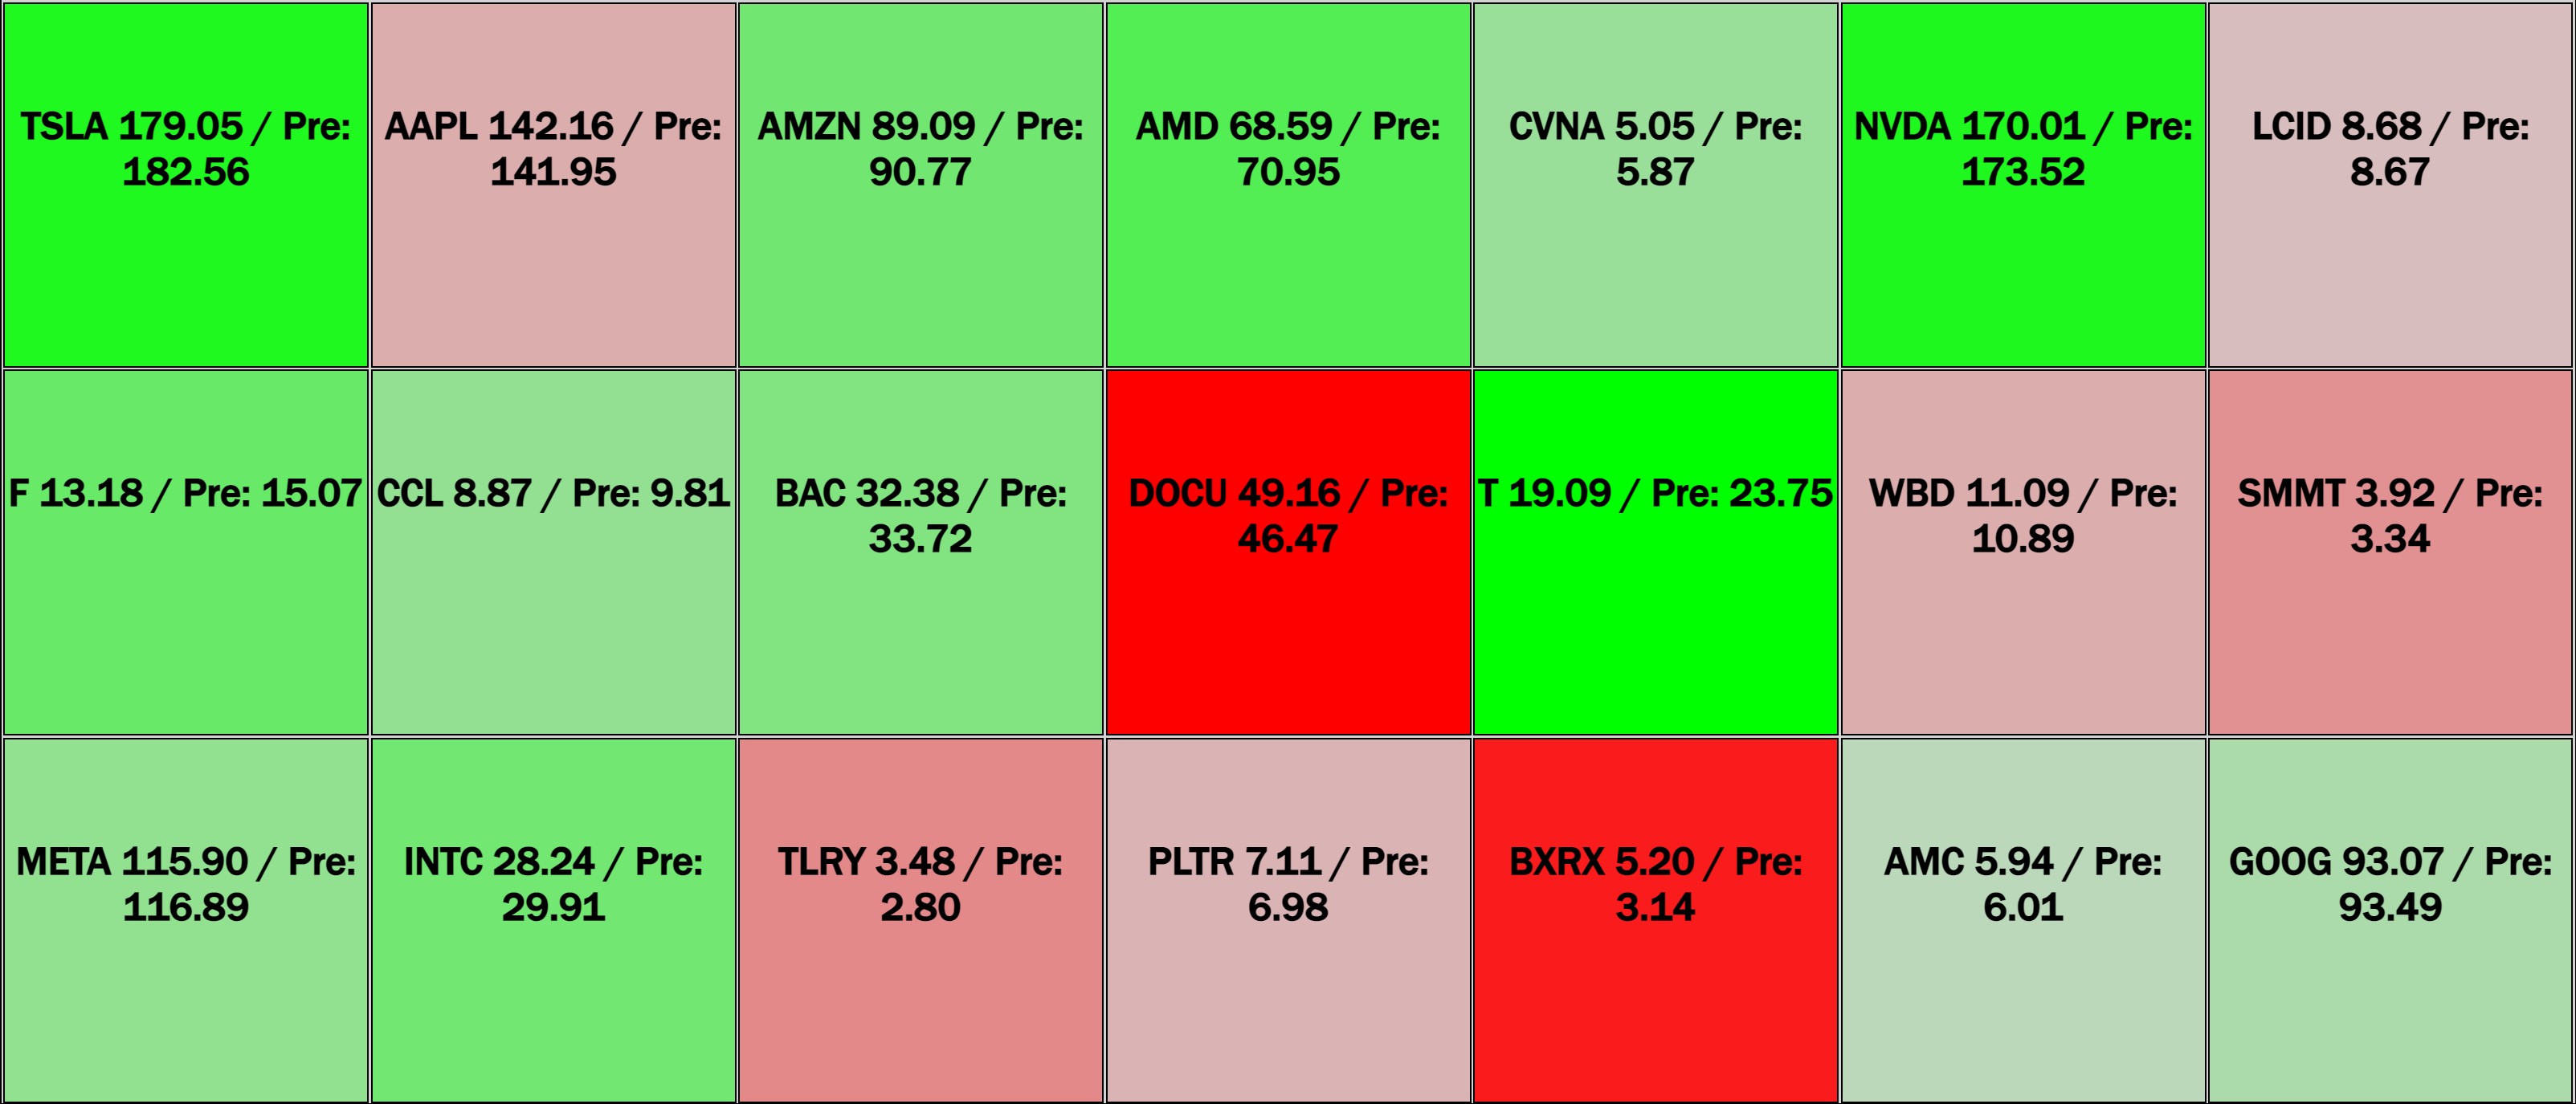 TSLA 179.05 / Pre:
182.56
AAPL 142.16 / Pre:
141.95
AMZN 89.09 / Pre:
90.77
AMD 68.59 / Pre:
70.95
CVNA 5.05 / Pre:
5.87
NVDA 170.01 / Pre:
173.52
LCID 8.68 / Pre:
8.67
F 13.18 / Pre: 15.07
CCL 8.87 / Pre: 9.81
BAC 32.38 / Pre:
33.72
DOCU 49.16 / Pre:
46.47
T 19.09 / Pre: 23.75
WBD 11.09 / Pre:
10.89
SMMT 3.92 / Pre:
3.34
META 115.90 / Pre:
116.89
INTC 28.24 / Pre:
29.91
TLRY 3.48 / Pre:
2.80
PLTR 7.11 / Pre:
6.98
BXRX 5.20 / Pre:
3.14
AMC 5.94 / Pre:
6.01
GOOG 93.07 / Pre:
93.49